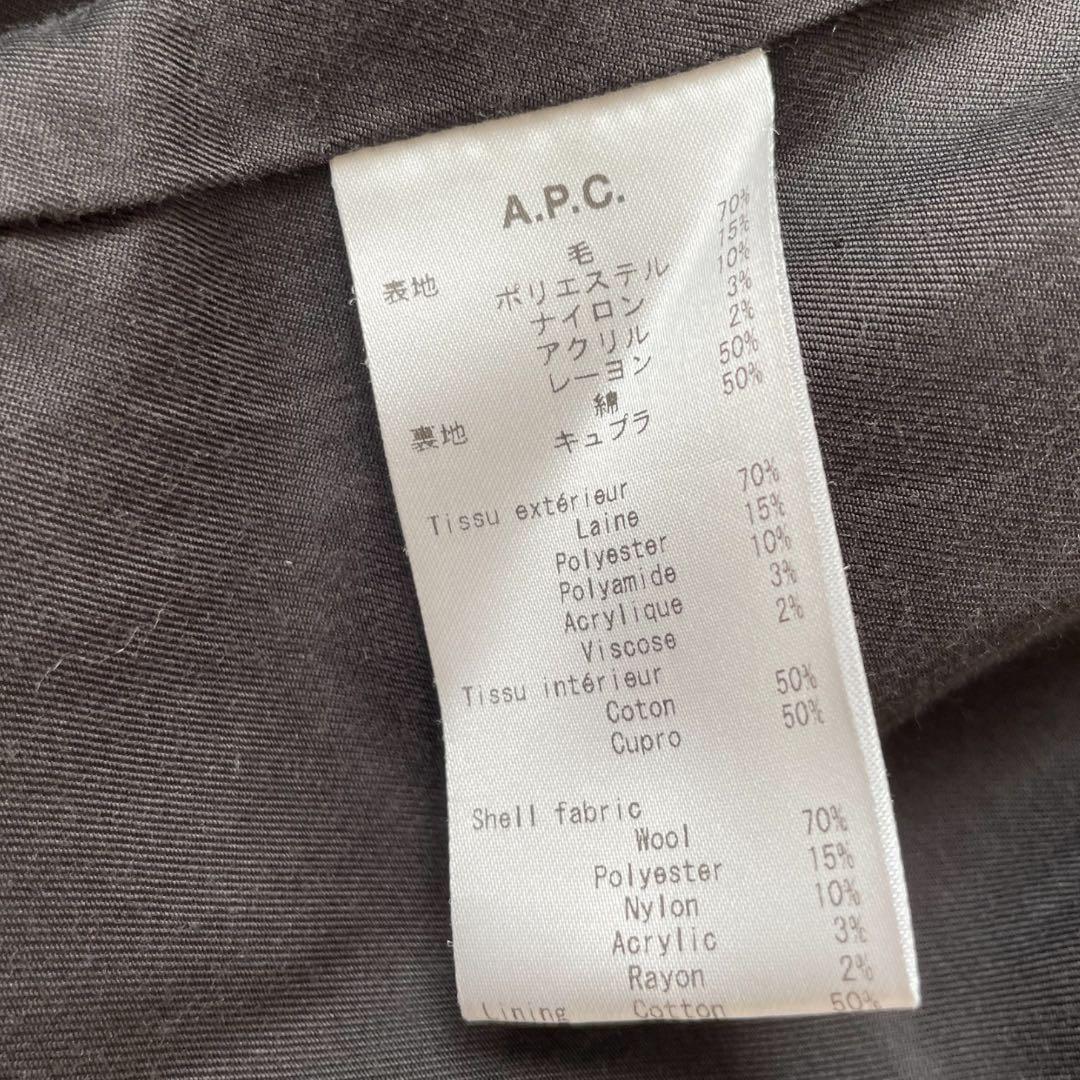 A.P.C.
表地 毛 70%
ポリエステル 15%
ナイロン 10%
アクリル 3%
レーヨン 2%
裏地 綿 50%
キュプラ 50%
Tissu extérieur
Laine 70%
Polyester 15%
Polyamide 10%
Acrylique 3%
Viscose 2%
Tissu intérieur
Coton 50%
Cupro 50%
Shell fabric
Wool 70%
Polyester 15%
Nylon 10%
Acrylic 3%
Rayon 2%
Lining Cotton 50%